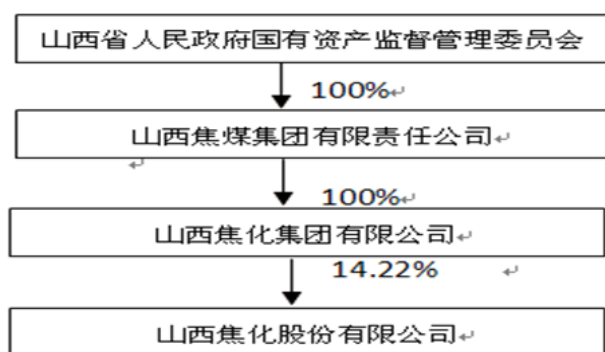 山西省人民政府国有资产监督管理委员会
100%
山西焦煤集团有限责任公司
100%
山西焦化集团有限公司
14.22%
山西焦化股份有限公司